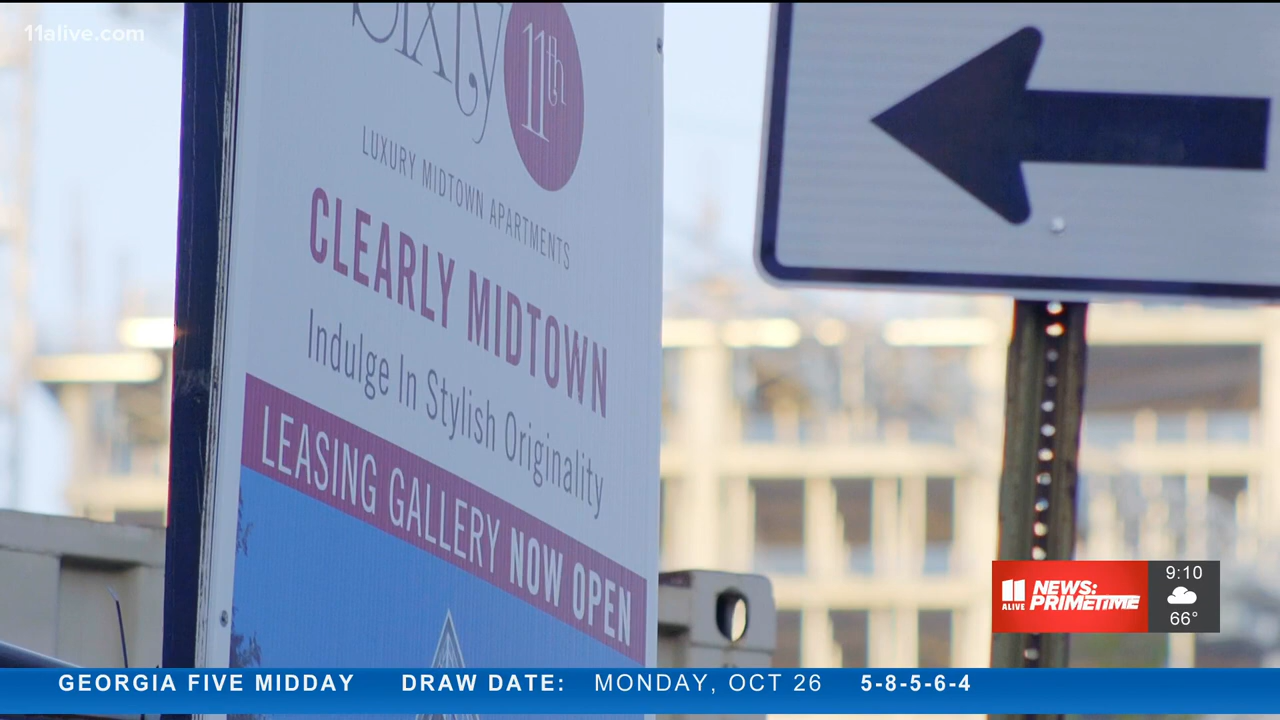 11alive.com
Sixty
11th
LUXURY MIDTOWN APARTMENTS
CLEARLY MIDTOWN
Indulge In Stylish Originality
LEASING GALLERY NOW OPEN
11 ALIVE NEWS: PRIMETIME
9:10
66°
GEORGIA FIVE MIDDAY DRAW DATE: MONDAY, OCT 26 5-8-5-6-4